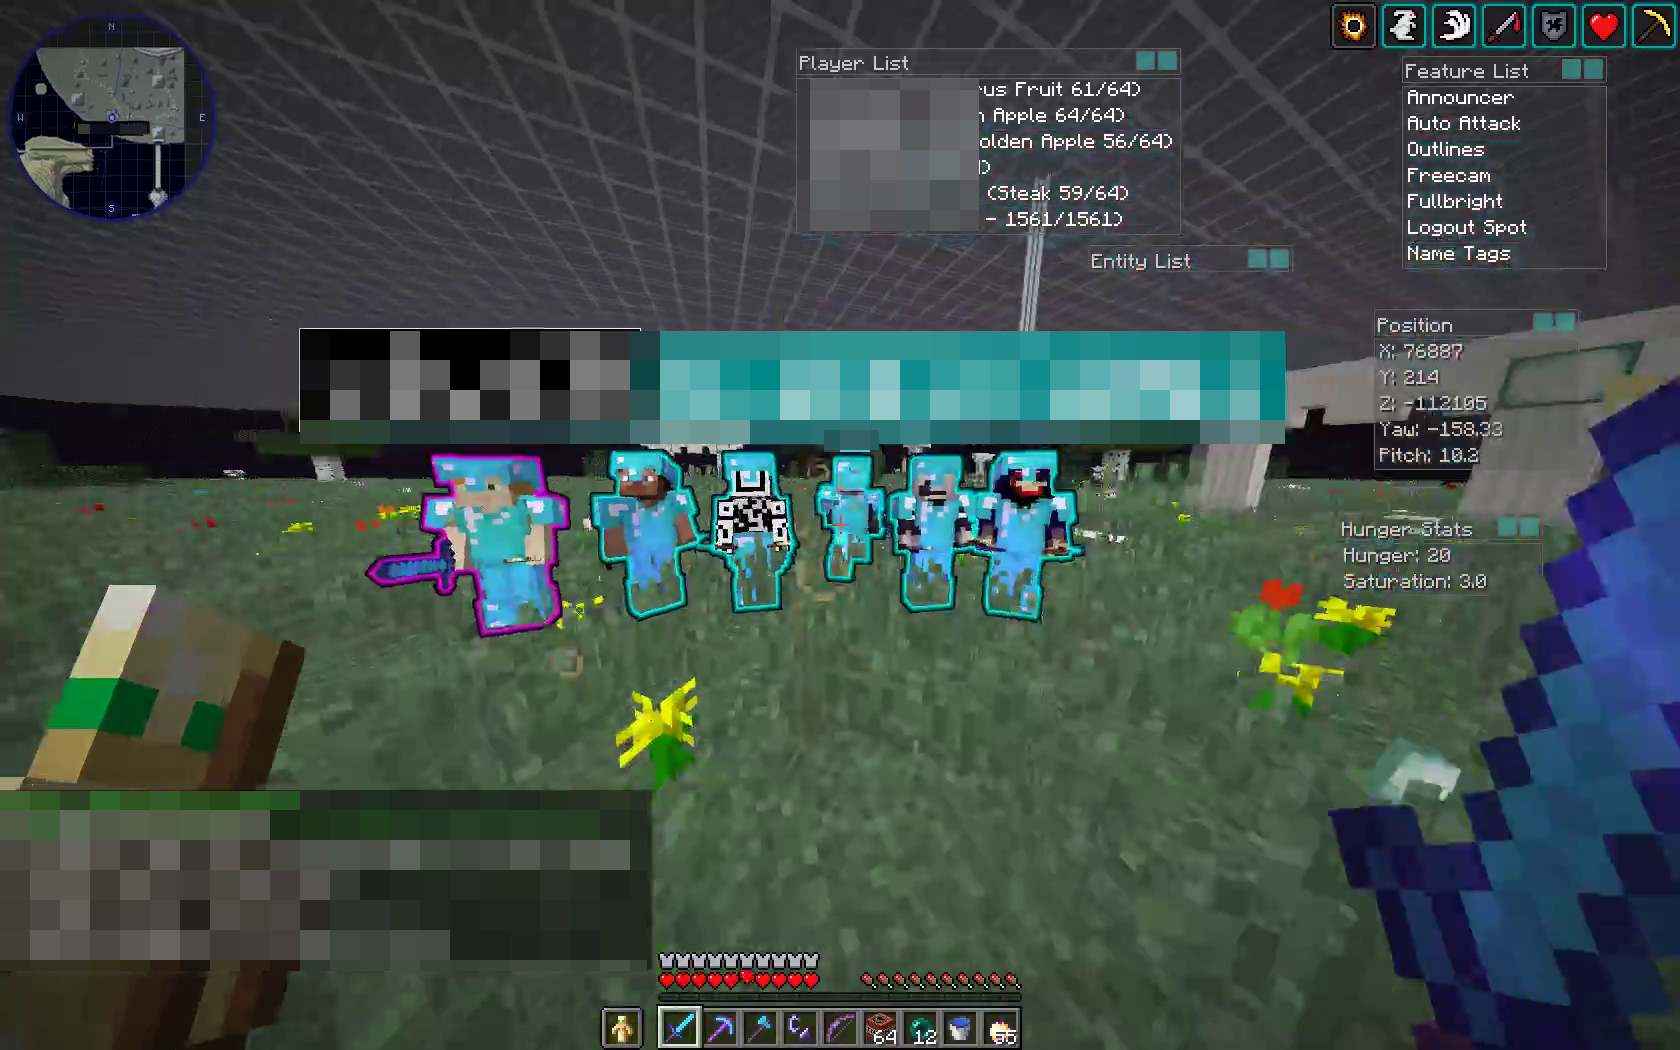 N
W
E
S
Player List
us Fruit 61/64)
Apple 64/64)
olden Apple 56/64)
)
(Steak 59/64)
- 1561/1561)
Entity List
Feature List
Announcer
Auto Attack
Outlines
Freecam
Fullbright
Logout Spot
Name Tags
Position
X: 76887
Y: 214
Z: -112105
Yaw: -158.33
Pitch: 10.2
Hunger Stats
Hunger: 20
Saturation: 3.0
64
12